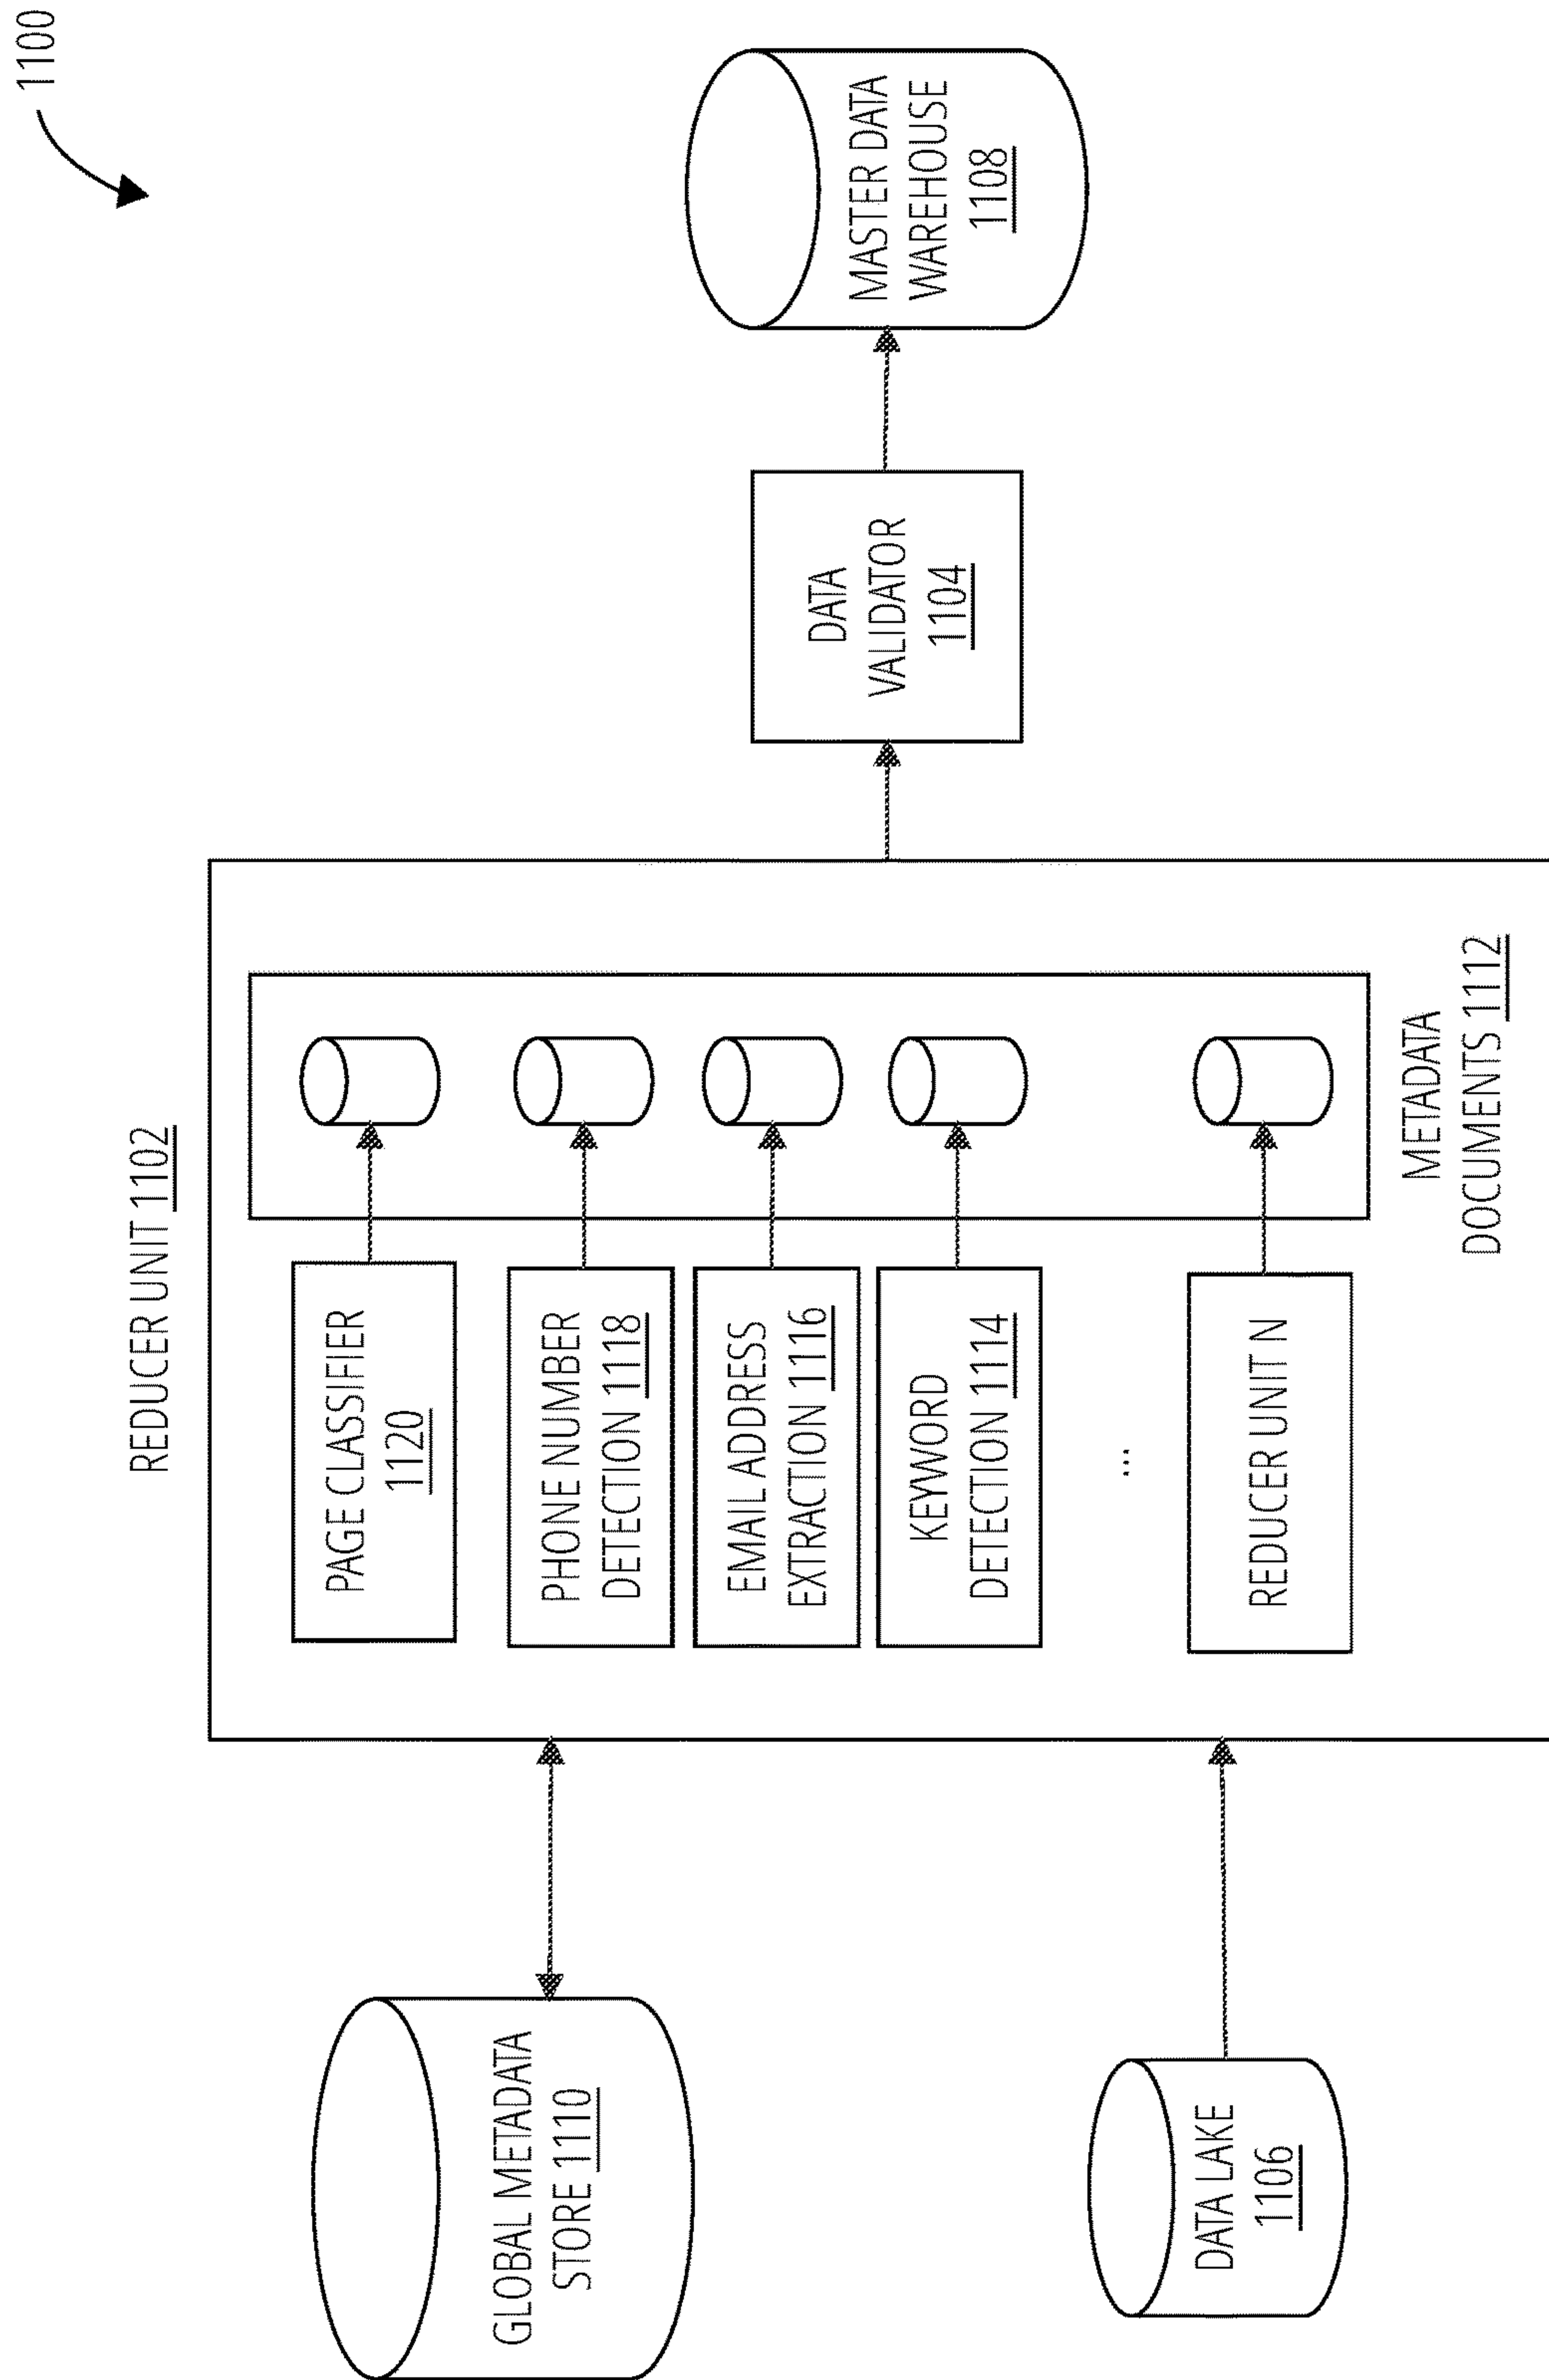 1100
REDUCER UNIT 1102
GLOBAL METADATA
STORE 1110
DATA LAKE
1106
PAGE CLASSIFIER
1120
PHONE NUMBER
DETECTION 1118
EMAIL ADDRESS
EXTRACTION 1116
KEYWORD
DETECTION 1114
...
REDUCER UNIT N
METADATA
DOCUMENTS 1112
DATA
VALIDATOR
1104
MASTER DATA
WAREHOUSE
1108